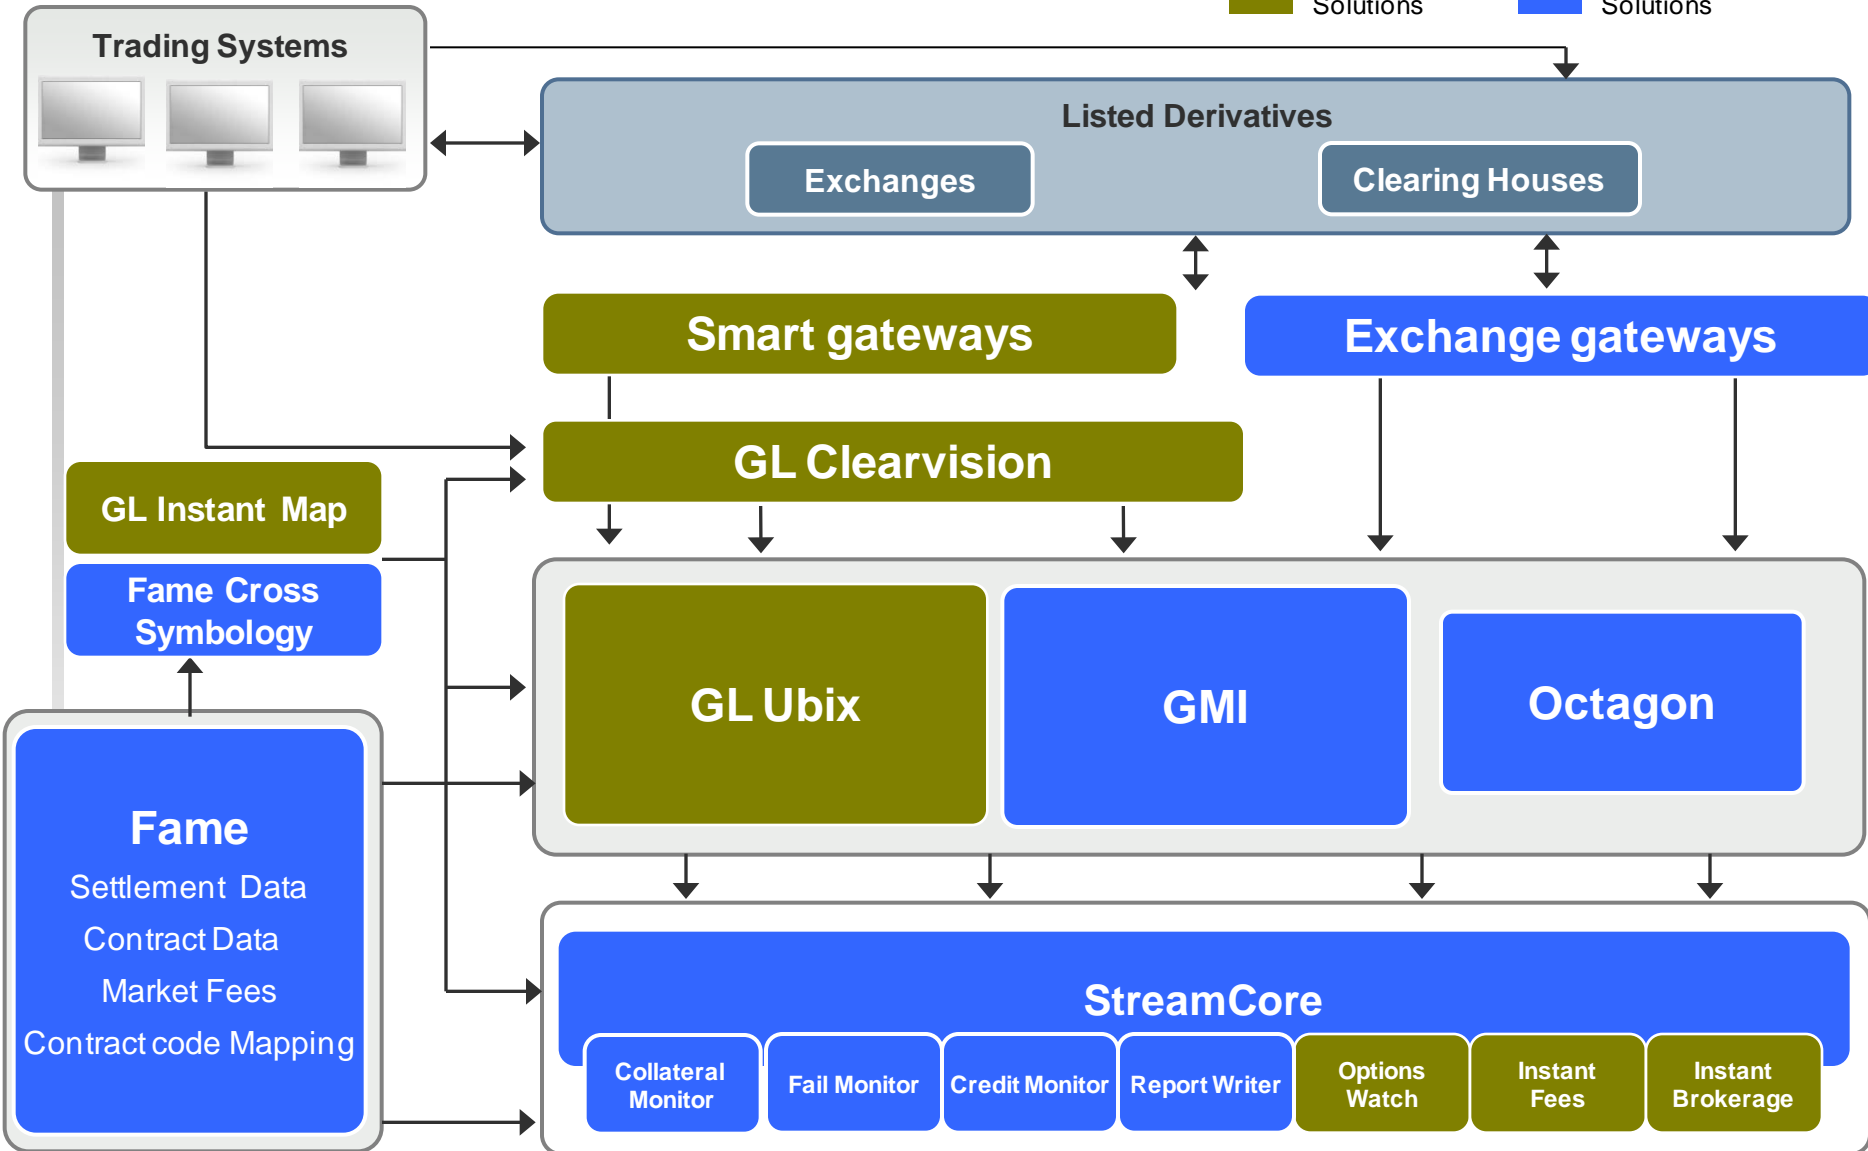 Solutions
Solutions
Trading Systems
Listed Derivatives
Exchanges
Clearing Houses
Smart gateways
Exchange gateways
GL Clearvision
GL Instant Map
Fame Cross
Symbology
GL Ubix
GMI
Octagon
Fame
Settlement Data
Contract Data
Market Fees
Contract code Mapping
StreamCore
Collateral
Monitor
Fail Monitor
Credit Monitor
Report Writer
Options
Watch
Instant
Fees
Instant
Brokerage